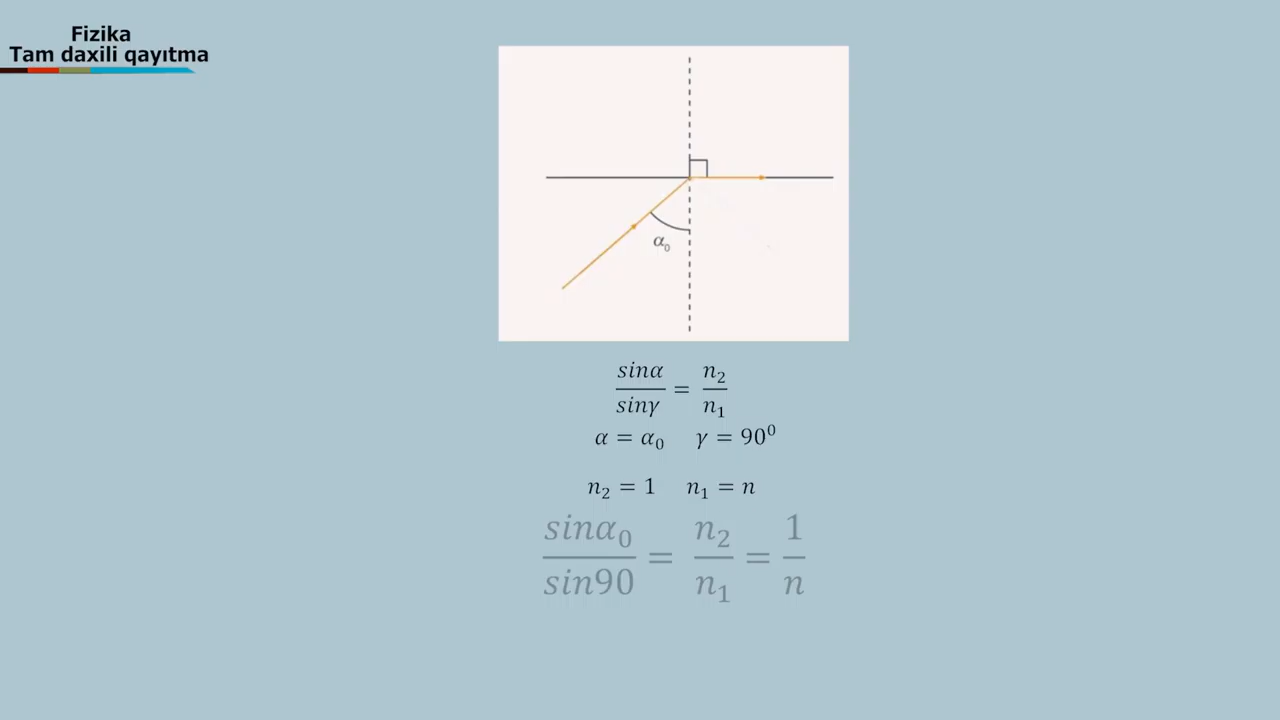 Fizika
Tam daxili qayıtma
α₀
sinα/sinγ = n₂/n₁
α = α₀ γ = 90⁰
n₂ = 1 n₁ = n
sinα₀/sin90 = n₂/n₁ = 1/n